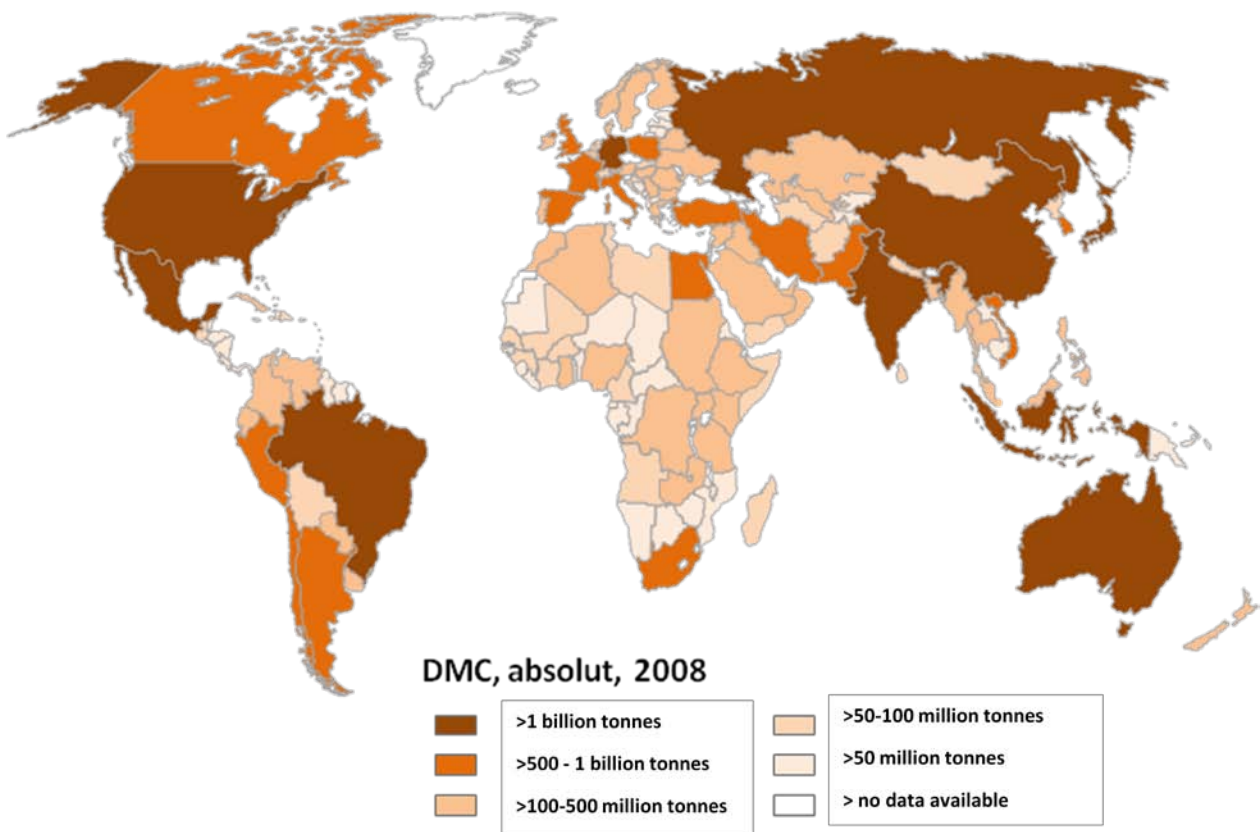 DMC, absolut, 2008
>1 billion tonnes
>500 - 1 billion tonnes
>100-500 million tonnes
>50-100 million tonnes
>50 million tonnes
> no data available